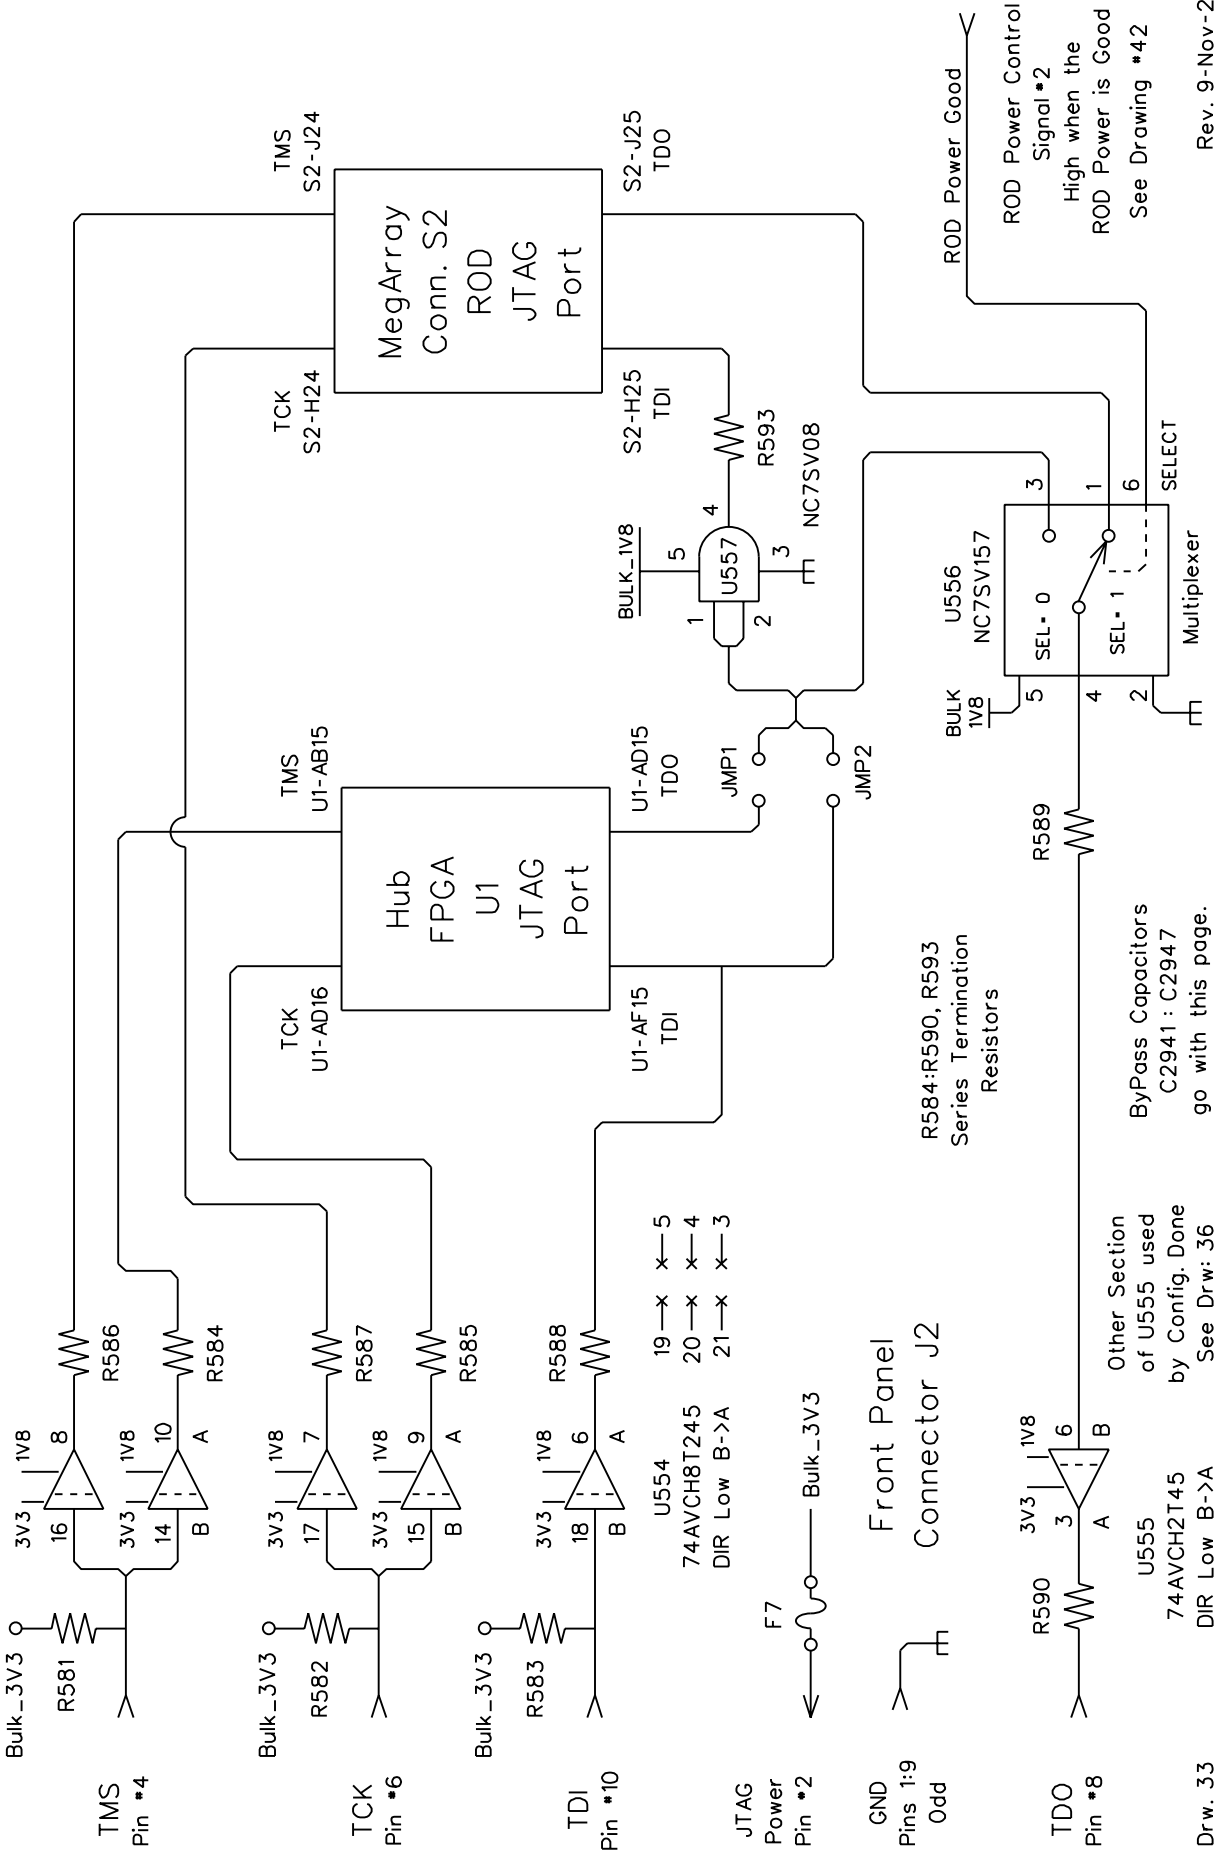 TMS
Pin #4
Bulk_3V3
R581
3V3
1V8
16
8
R586
3V3
1V8
14
10
B
A
R584
TCK
Pin #6
Bulk_3V3
R582
3V3
1V8
17
7
R587
3V3
1V8
15
9
B
A
R585
TDI
Pin #10
Bulk_3V3
R583
3V3
1V8
18
6
B
A
R588
U554
74AVCH8T245
DIR Low B->A
19
5
20
4
21
3
TCK
U1-AD16
TMS
U1-AB15
Hub
FPGA
U1
JTAG
Port
U1-AF15
TDI
U1-AD15
TDO
JMP1
JMP2
TCK
S2-H24
TMS
S2-J24
MegArray
Conn. S2
ROD
JTAG
Port
S2-H25
TDI
S2-J25
TDO
BULK_1V8
5
1
2
U557
4
3
R593
NC7SV08
JTAG
Power
Pin #2
F7
Bulk_3V3
GND
Pins 1:9
Odd
Front Panel
Connector J2
R584:R590, R593
Series Termination
Resistors
BULK
1V8
U556
NC7SV157
5
4
2
SEL= 0
SEL= 1
3
1
6
SELECT
Multiplexer
ROD Power Good
ROD Power Control
Signal #2
High when the
ROD Power is Good
See Drawing #42
TDO
Pin #8
R590
3V3
1V8
3
6
A
B
U555
74AVCH2T45
DIR Low B->A
Other Section
of U555 used
by Config. Done
See Drw: 36
R589
ByPass Capacitors
C2941 : C2947
go with this page.
Drw. 33
Rev. 9-Nov-2